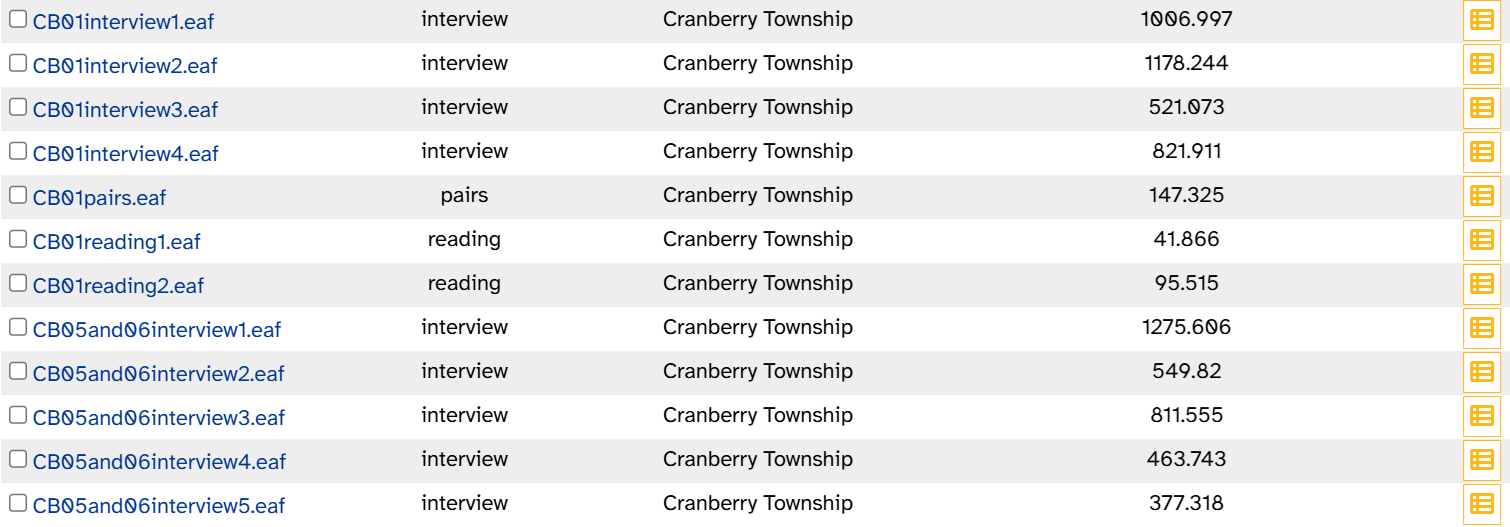 CB01interview1.eaf interview Cranberry Township 1006.997
CB01interview2.eaf interview Cranberry Township 1178.244
CB01interview3.eaf interview Cranberry Township 521.073
CB01interview4.eaf interview Cranberry Township 821.911
CB01pairs.eaf pairs Cranberry Township 147.325
CB01reading1.eaf reading Cranberry Township 41.866
CB01reading2.eaf reading Cranberry Township 95.515
CB05and06interview1.eaf interview Cranberry Township 1275.606
CB05and06interview2.eaf interview Cranberry Township 549.82
CB05and06interview3.eaf interview Cranberry Township 811.555
CB05and06interview4.eaf interview Cranberry Township 463.743
CB05and06interview5.eaf interview Cranberry Township 377.318